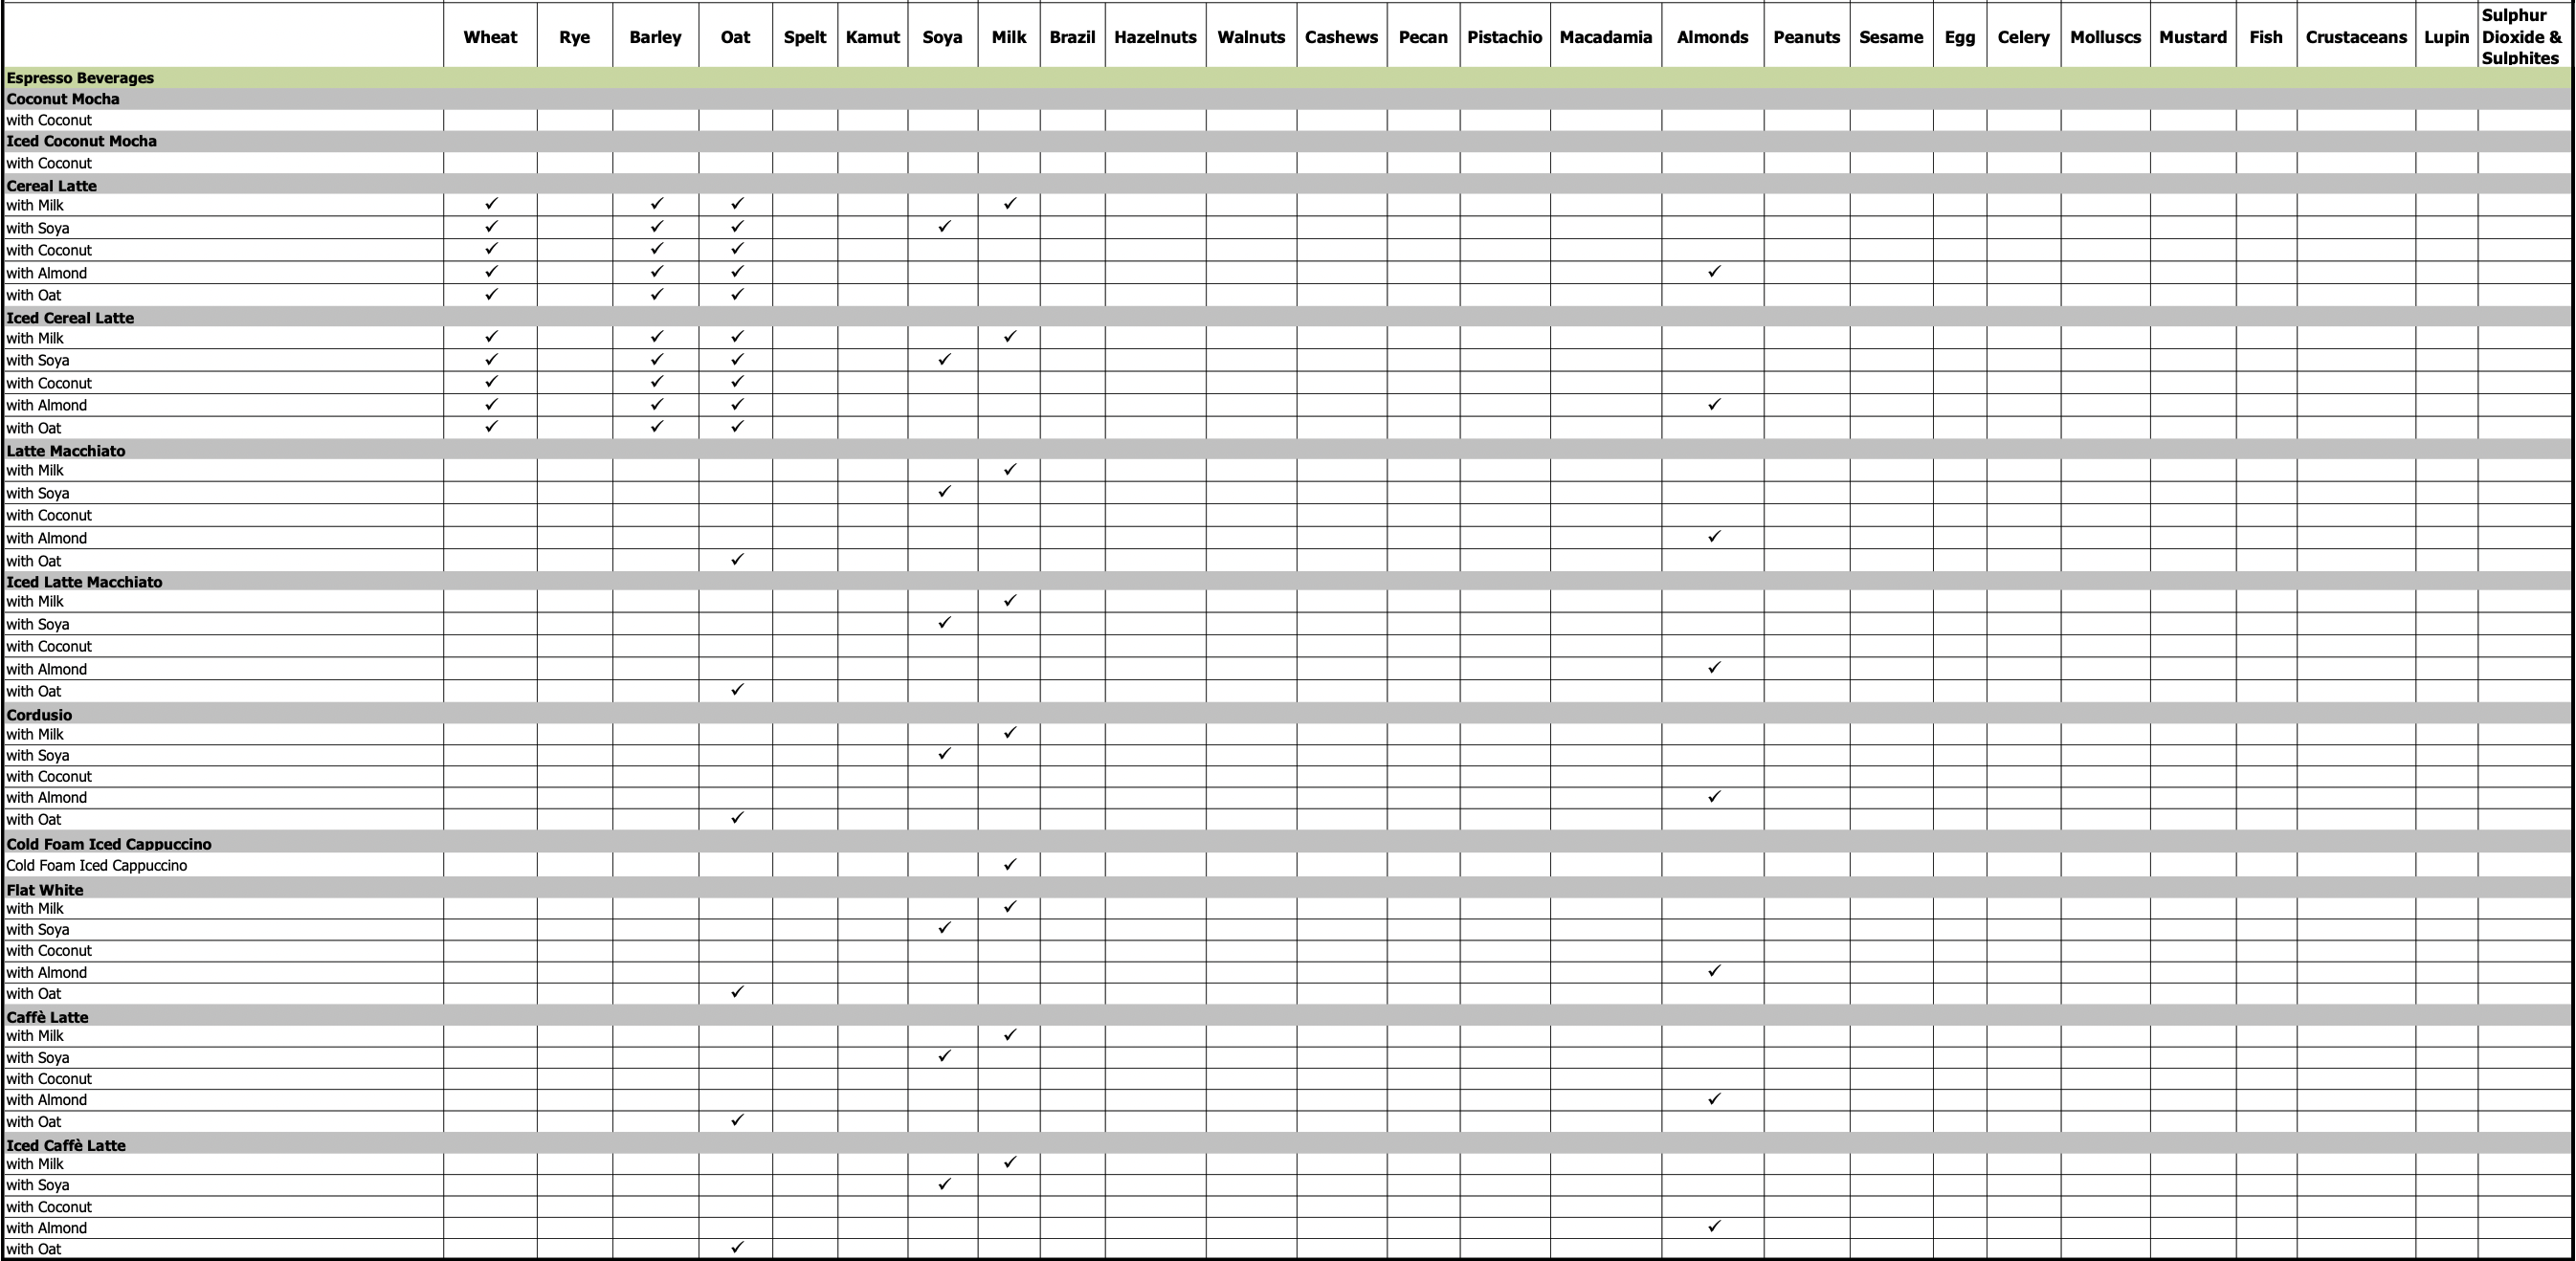 Wheat Rye Barley Oat Spelt Kamut Soya Milk Brazil Hazelnuts Walnuts Cashews Pecan Pistachio Macadamia Almonds Peanuts Sesame Egg Celery Molluscs Mustard Fish Crustaceans Lupin Sulphur Dioxide & Sulphites
Espresso Beverages
Coconut Mocha
with Coconut
Iced Coconut Mocha
with Coconut
Cereal Latte
with Milk ✓ ✓ ✓ ✓
with Soya ✓ ✓ ✓ ✓
with Coconut ✓ ✓ ✓
with Almond ✓ ✓ ✓ ✓
with Oat ✓ ✓ ✓
Iced Cereal Latte
with Milk ✓ ✓ ✓ ✓
with Soya ✓ ✓ ✓ ✓
with Coconut ✓ ✓ ✓
with Almond ✓ ✓ ✓ ✓
with Oat ✓ ✓ ✓
Latte Macchiato
with Milk ✓
with Soya ✓
with Coconut
with Almond ✓
with Oat ✓
Iced Latte Macchiato
with Milk ✓
with Soya ✓
with Coconut
with Almond ✓
with Oat ✓
Cordusio
with Milk ✓
with Soya ✓
with Coconut
with Almond ✓
with Oat ✓
Cold Foam Iced Cappuccino
Cold Foam Iced Cappuccino ✓
Flat White
with Milk ✓
with Soya ✓
with Coconut
with Almond ✓
with Oat ✓
Caffè Latte
with Milk ✓
with Soya ✓
with Coconut
with Almond ✓
with Oat ✓
Iced Caffè Latte
with Milk ✓
with Soya ✓
with Coconut
with Almond ✓
with Oat ✓